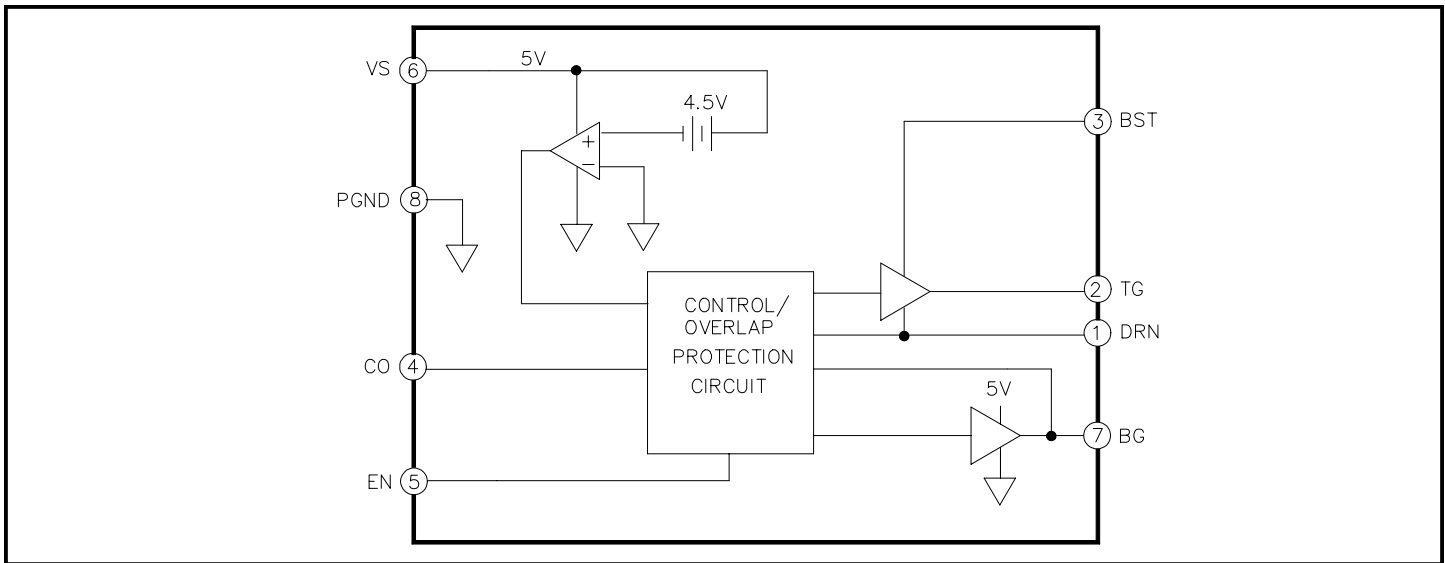 VS 6 5V
4.5V
3 BST
+
−
PGND 8
2 TG
1 DRN
CONTROL/
OVERLAP
PROTECTION
CIRCUIT
CO 4
5V
7 BG
EN 5